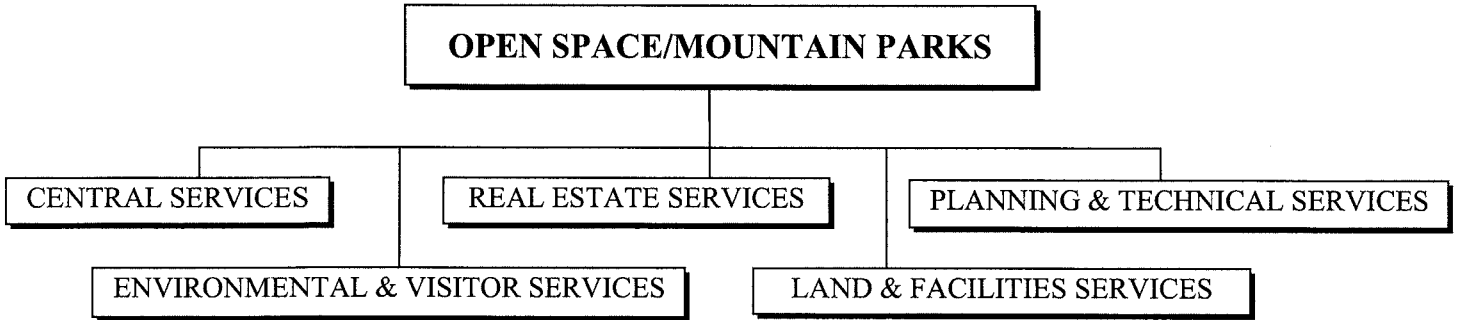 OPEN SPACE/MOUNTAIN PARKS
CENTRAL SERVICES
REAL ESTATE SERVICES
PLANNING & TECHNICAL SERVICES
ENVIRONMENTAL & VISITOR SERVICES
LAND & FACILITIES SERVICES